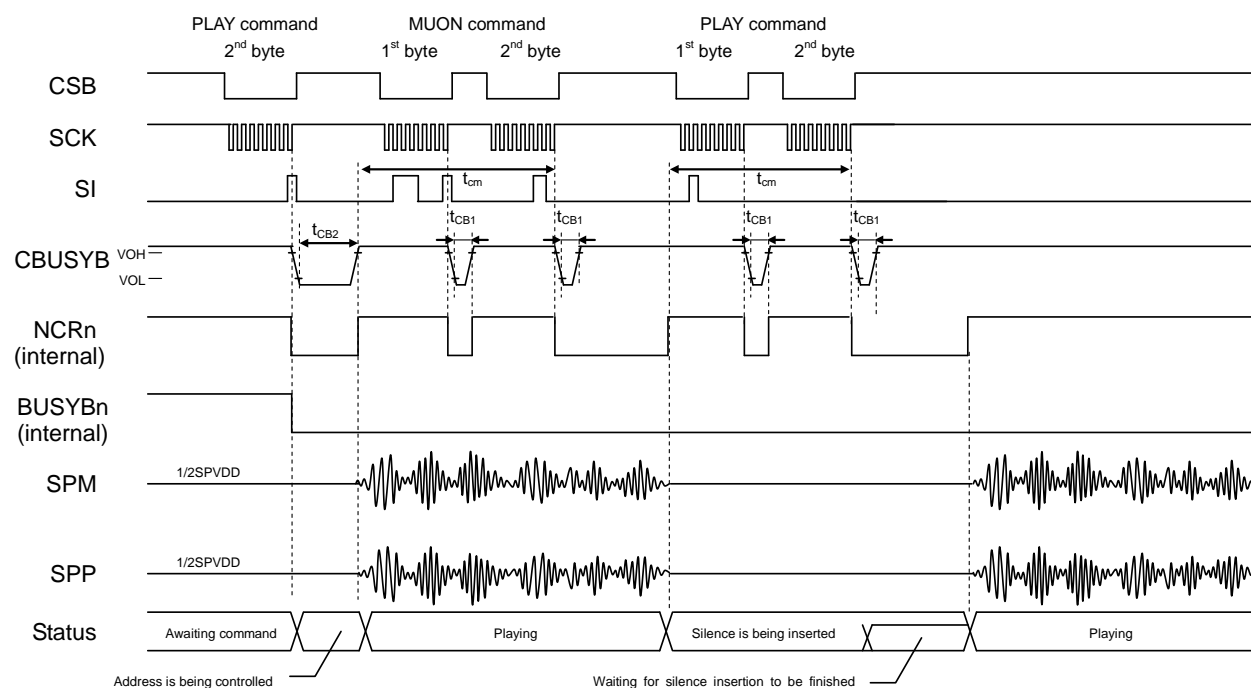 PLAY command MUON command PLAY command
2nd byte 1st byte 2nd byte 1st byte 2nd byte
CSB
SCK
SI
tcm tcm
tCB2 tCB1 tCB1 tCB1 tCB1
CBUSYB
VOH
VOL
NCRn
(internal)
BUSYBn
(internal)
SPM
1/2SPVDD
SPP
1/2SPVDD
Status
Awaiting command Playing Silence is being inserted Playing
Address is being controlled Waiting for silence insertion to be finished